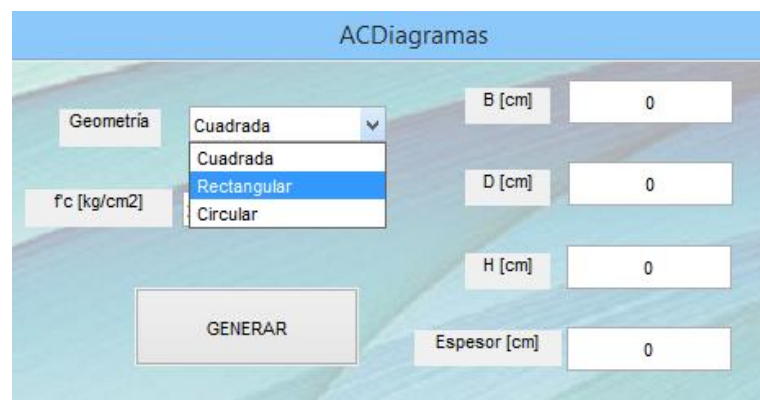 ACDiagramas
Geometría
Cuadrada
Cuadrada
Rectangular
Circular
f'c [kg/cm2]
GENERAR
B [cm]
0
D [cm]
0
H [cm]
0
Espesor [cm]
0